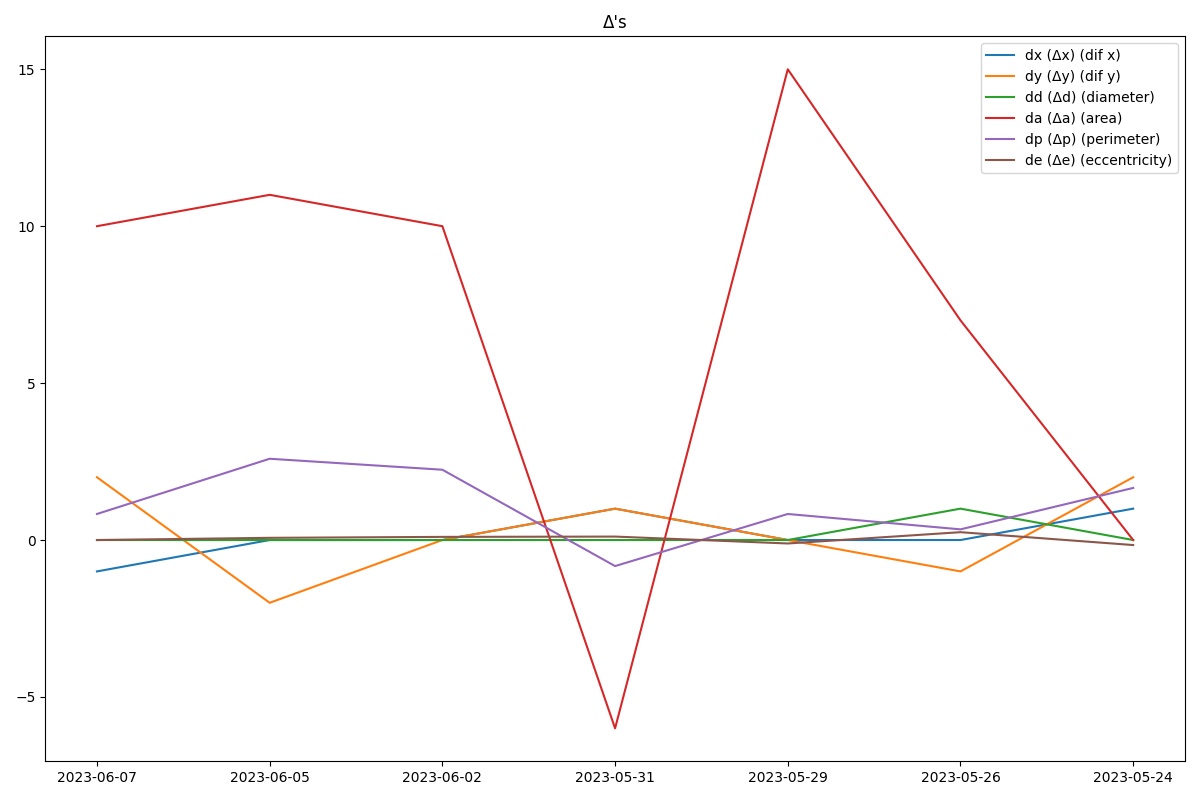 Δ's
dx (Δx) (dif x)
dy (Δy) (dif y)
dd (Δd) (diameter)
da (Δa) (area)
dp (Δp) (perimeter)
de (Δe) (eccentricity)
15
10
5
0
−5
2023-06-07 2023-06-05 2023-06-02 2023-05-31 2023-05-29 2023-05-26 2023-05-24